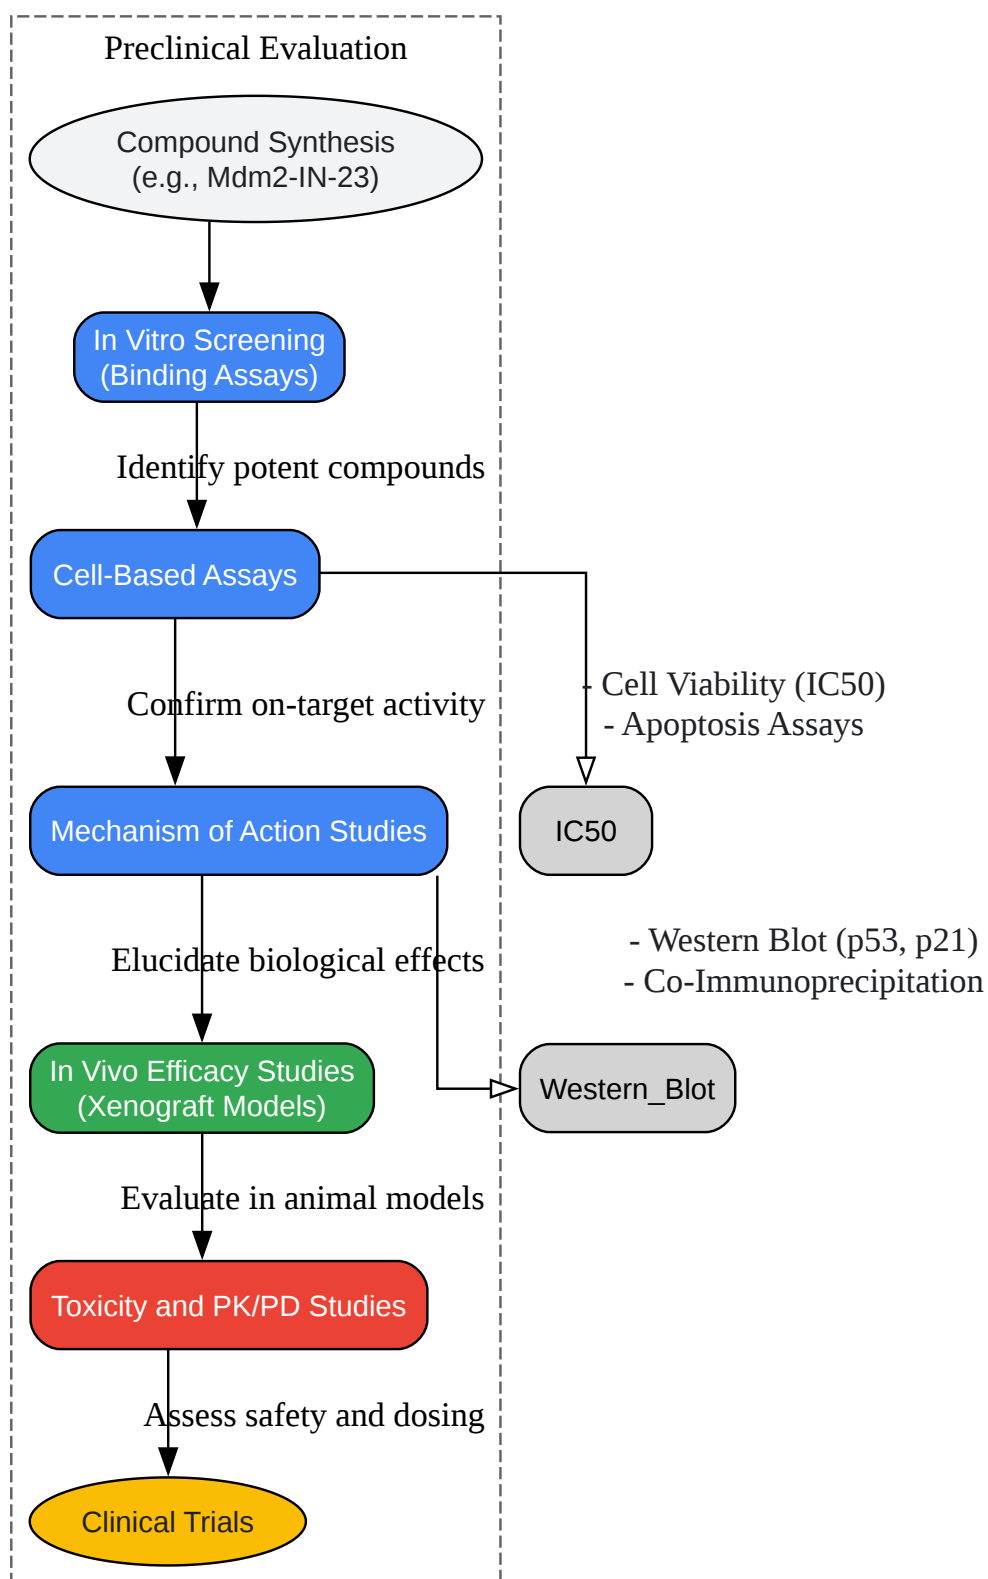 Preclinical Evaluation
Compound Synthesis
(e.g., Mdm2-IN-23)
In Vitro Screening
(Binding Assays)
Identify potent compounds
Cell-Based Assays
- Cell Viability (IC50)
- Apoptosis Assays
Confirm on-target activity
Mechanism of Action Studies
IC50
- Western Blot (p53, p21)
- Co-Immunoprecipitation
Elucidate biological effects
In Vivo Efficacy Studies
(Xenograft Models)
Western_Blot
Evaluate in animal models
Toxicity and PK/PD Studies
Assess safety and dosing
Clinical Trials